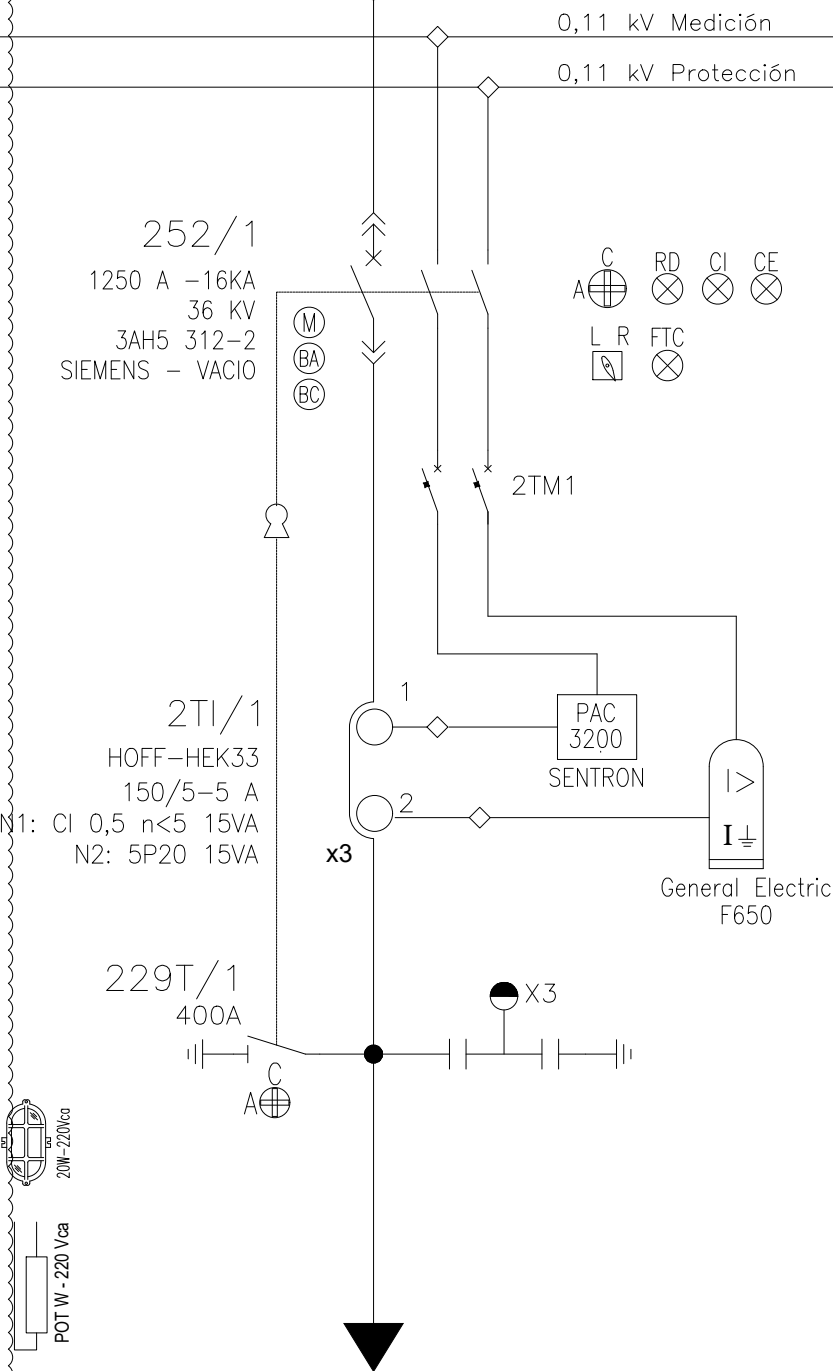 0,11 kV Medición
0,11 kV Protección
252/1
1250 A -16KA
36 KV
3AH5 312-2
SIEMENS - VACIO
M
BA
BC
C
A
RD
CI
CE
L R
FTC
2TM1
2TI/1
HOFF-HEK33
150/5-5 A
N1: Cl 0,5 n<5 15VA
N2: 5P20 15VA
x3
1
2
PAC
3200
SENTRON
I>
I
General Electric
F650
229T/1
400A
C
A
X3
20W-220Vca
POT W - 220 Vca